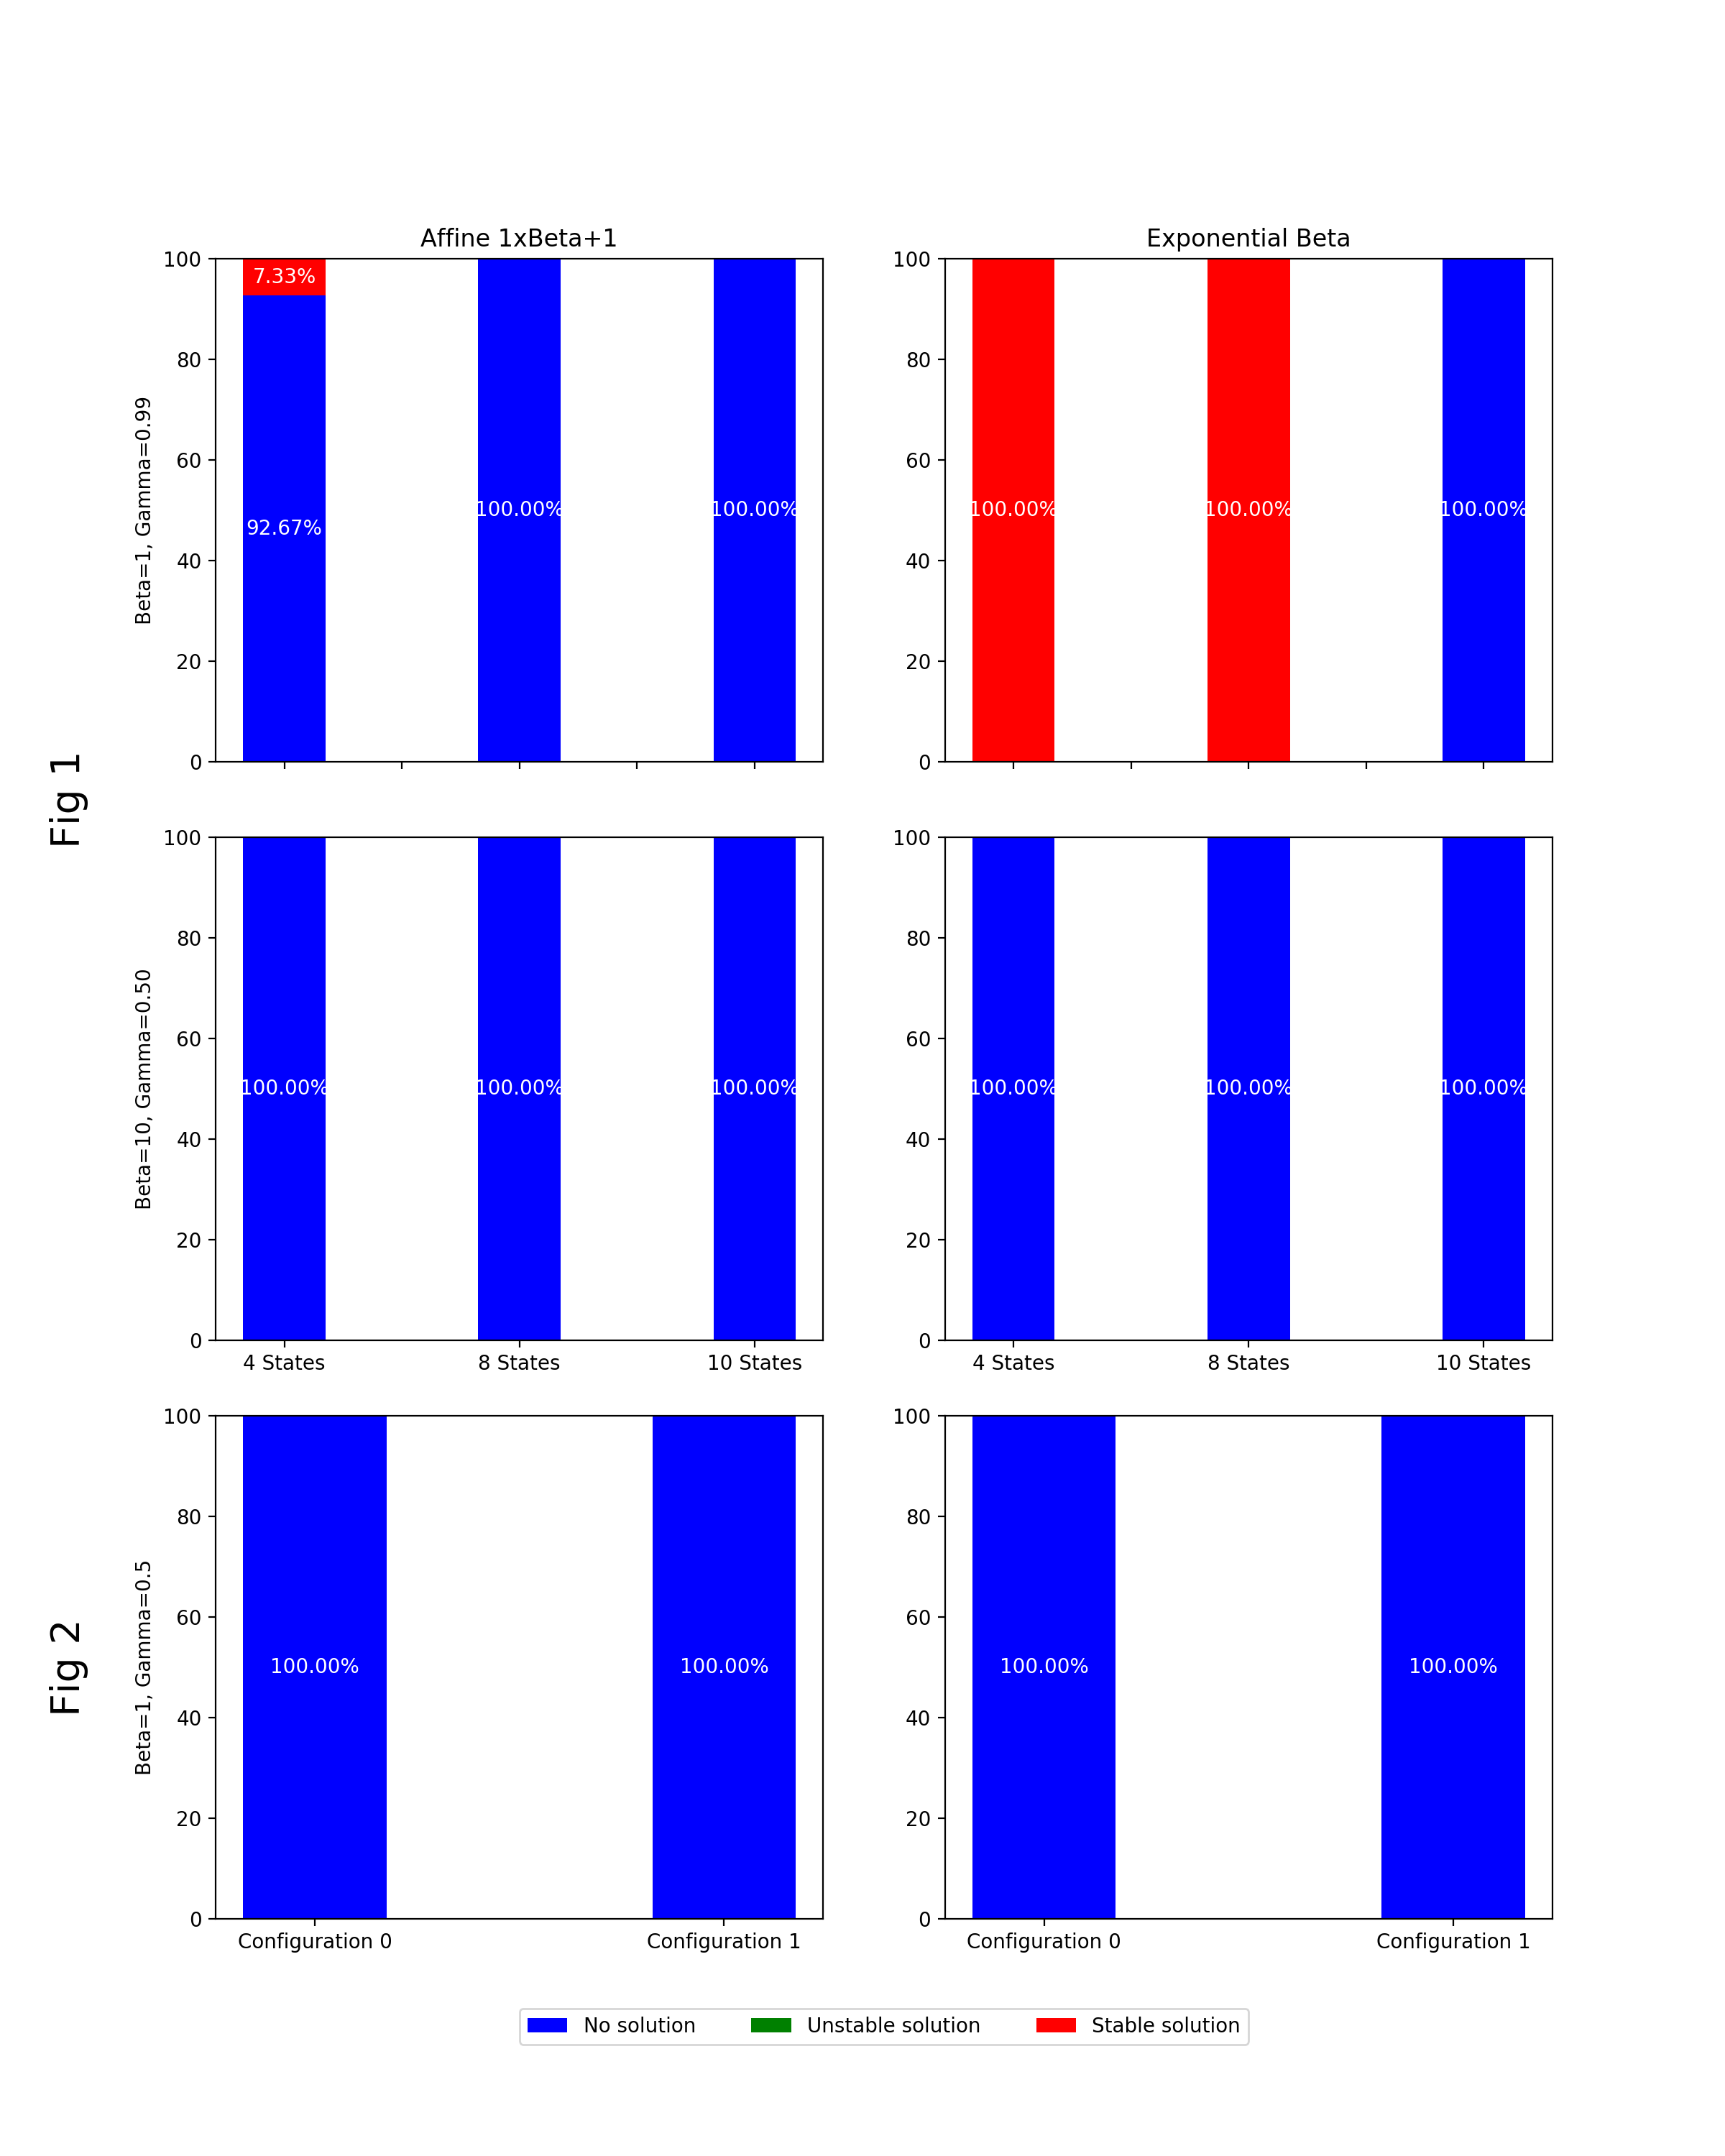 Affine 1xBeta+1
Exponential Beta
Fig 1
Beta=1, Gamma=0.99
100
80
60
40
20
0
7.33%
92.67%
100.00%
100.00%
100
80
60
40
20
0
100.00%
100.00%
100.00%
Beta=10, Gamma=0.50
100
80
60
40
20
0
100.00%
100.00%
100.00%
4 States
8 States
10 States
100
80
60
40
20
0
100.00%
100.00%
100.00%
4 States
8 States
10 States
Fig 2
Beta=1, Gamma=0.5
100
80
60
40
20
0
100.00%
100.00%
Configuration 0
Configuration 1
100
80
60
40
20
0
100.00%
100.00%
Configuration 0
Configuration 1
No solution
Unstable solution
Stable solution